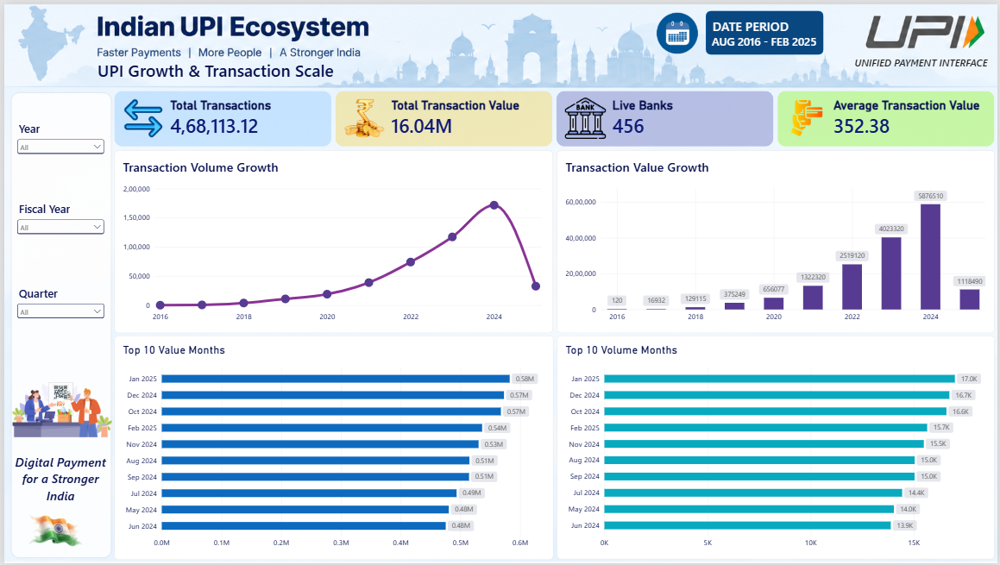 Indian UPI Ecosystem
Faster Payments | More People | A Stronger India
UPI Growth & Transaction Scale
DATE PERIOD
AUG 2016 - FEB 2025
UPI
UNIFIED PAYMENT INTERFACE
Year
All
Fiscal Year
All
Quarter
All
Digital Payment
for a Stronger
India
Total Transactions
4,68,113.12
Total Transaction Value
16.04M
BANK
Live Banks
456
Average Transaction Value
352.38
Transaction Volume Growth
2,00,000
1,50,000
1,00,000
50,000
0
2016 2018 2020 2022 2024
Transaction Value Growth
60,00,000
40,00,000
20,00,000
0
120 16932 129115 375249 656077 1322320 2519120 4023320 5876510 1118490
2016 2018 2020 2022 2024
Top 10 Value Months
Jan 2025 0.58M
Dec 2024 0.57M
Oct 2024 0.57M
Feb 2025 0.54M
Nov 2024 0.53M
Aug 2024 0.51M
Sep 2024 0.51M
Jul 2024 0.49M
May 2024 0.48M
Jun 2024 0.48M
0.0M 0.1M 0.2M 0.3M 0.4M 0.5M 0.6M
Top 10 Volume Months
Jan 2025 17.0K
Dec 2024 16.7K
Oct 2024 16.6K
Feb 2025 15.7K
Nov 2024 15.5K
Aug 2024 15.0K
Sep 2024 15.0K
Jul 2024 14.4K
May 2024 14.0K
Jun 2024 13.9K
0K 5K 10K 15K